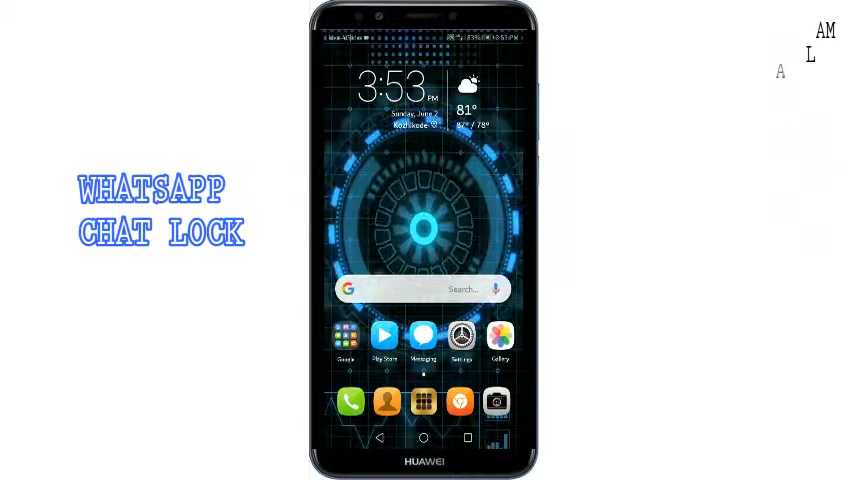 3:53 PM
Sunday, June 2
Kozhikode
81°
87° / 78°
WHATSAPP
CHAT LOCK
AM
L
A
Search...
Google
Play Store
Messaging
Settings
Gallery
HUAWEI